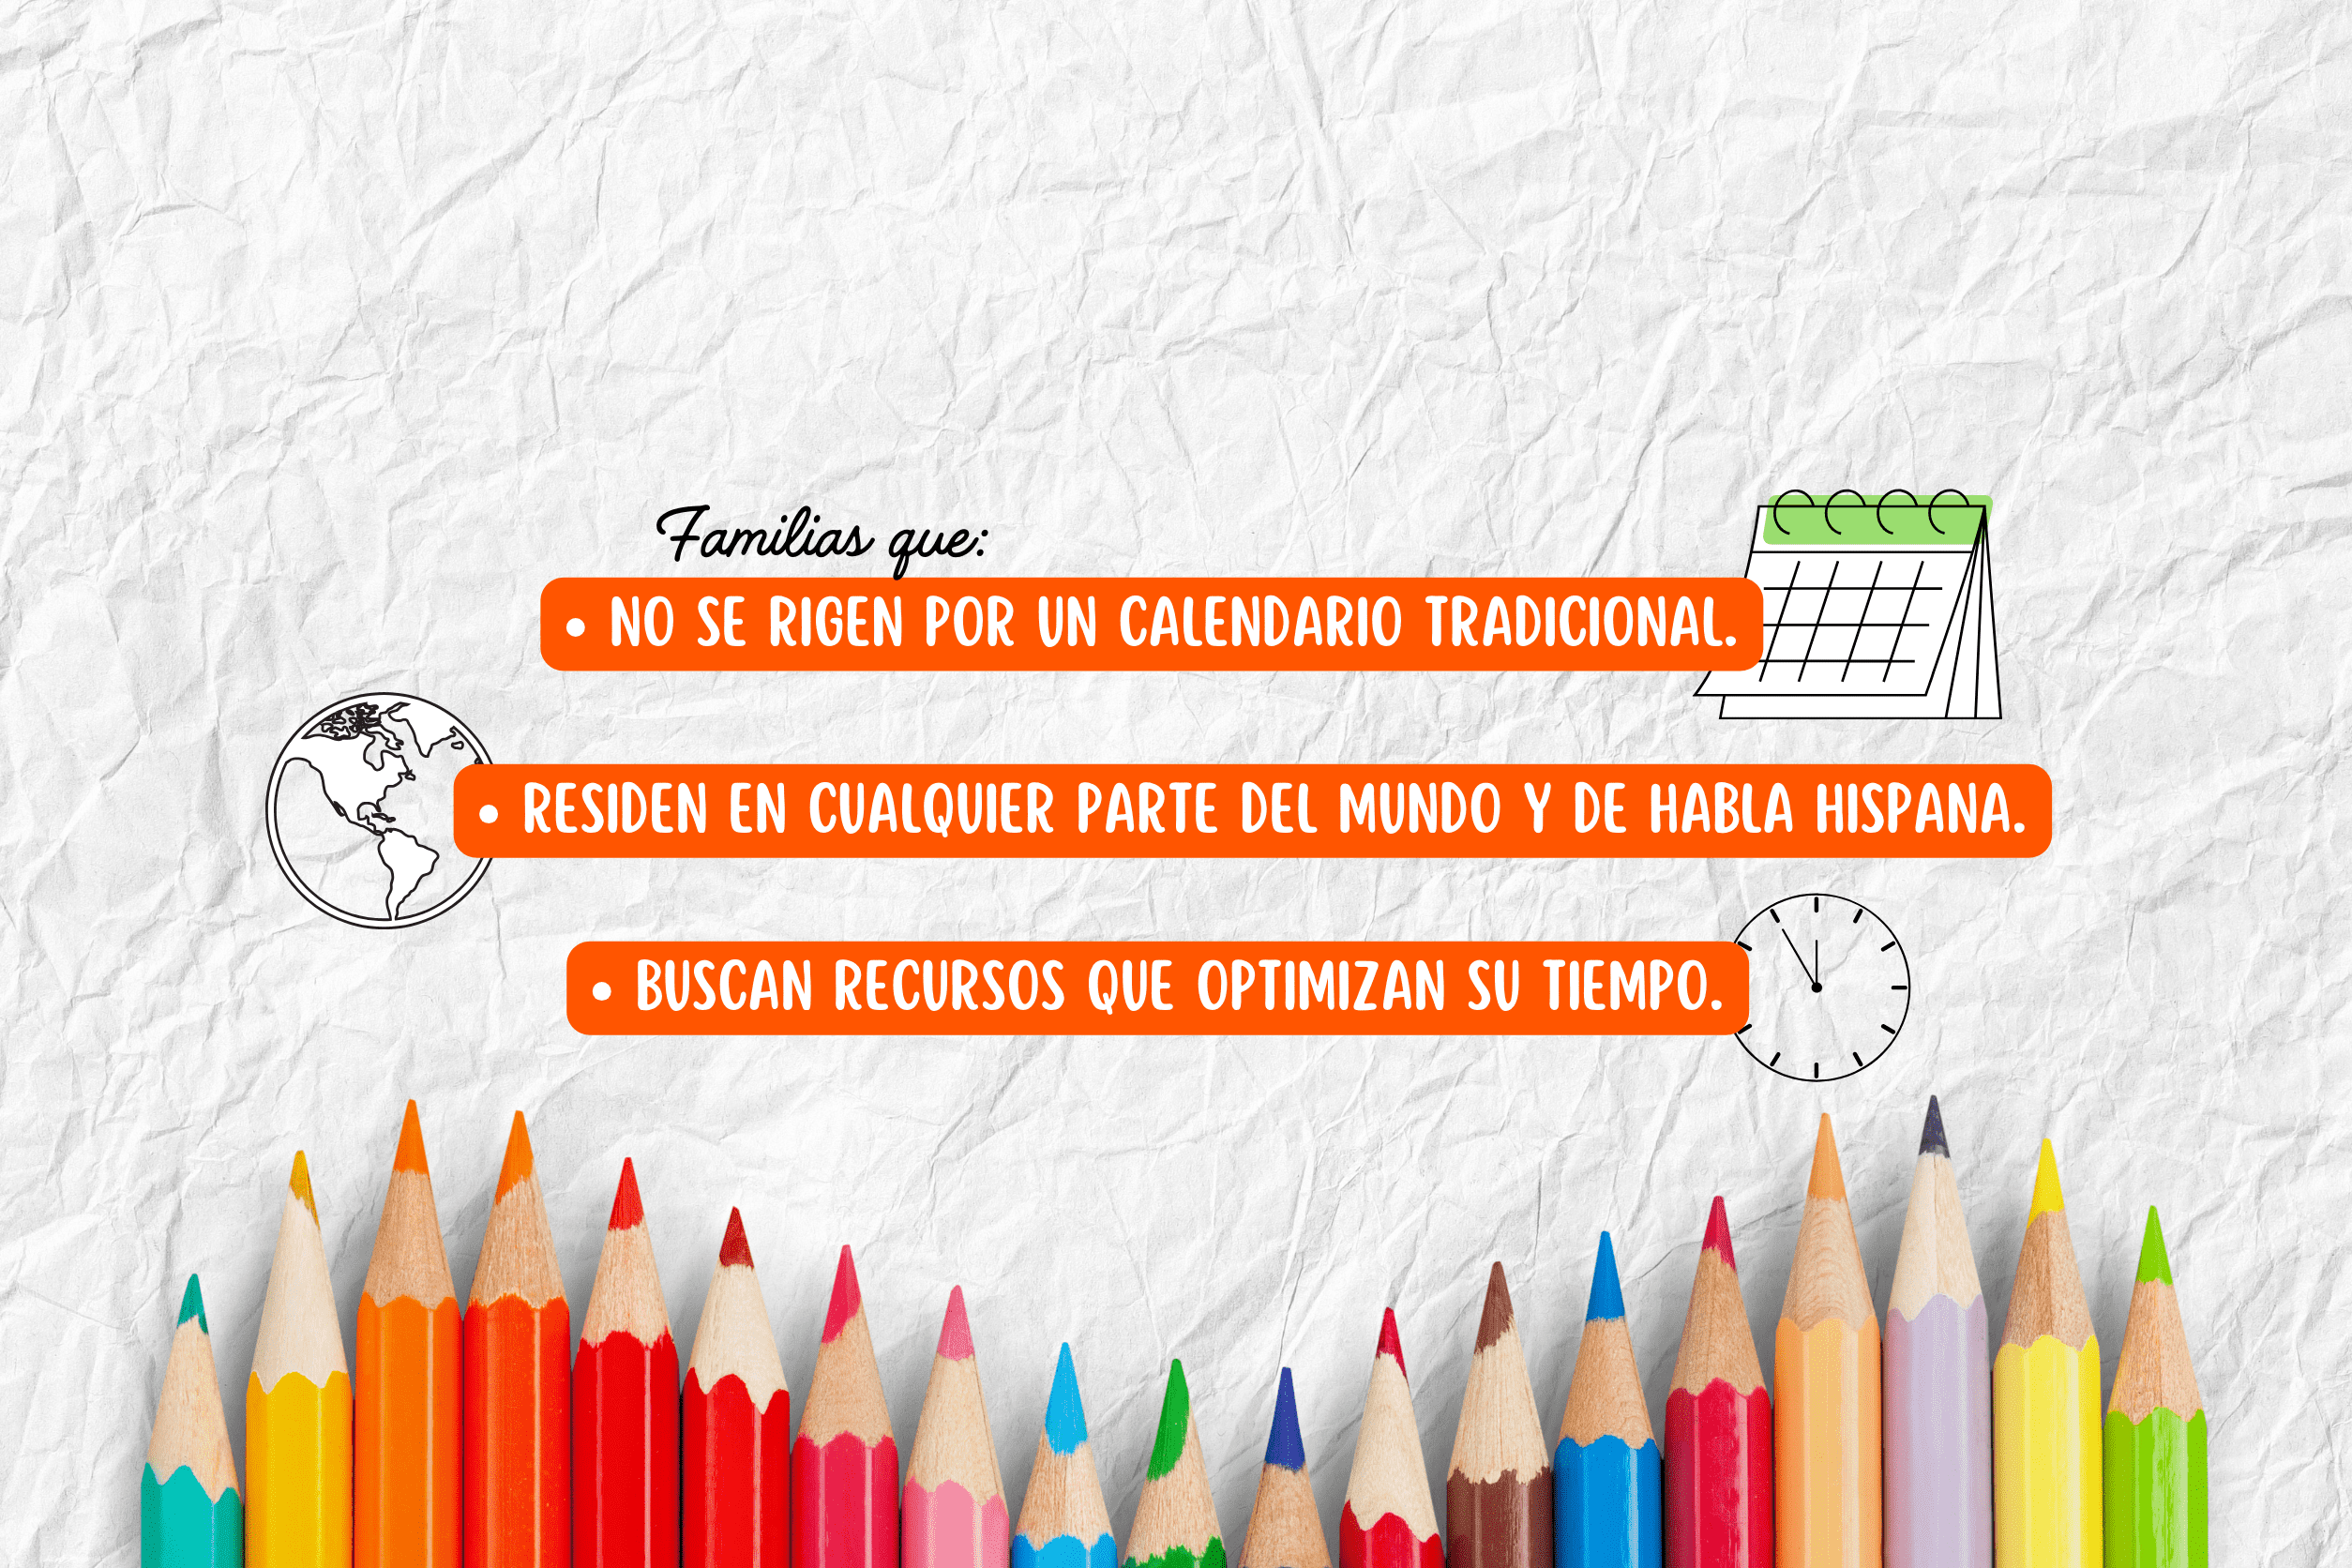 Familias que:
• NO SE RIGEN POR UN CALENDARIO TRADICIONAL.
• RESIDEN EN CUALQUIER PARTE DEL MUNDO Y DE HABLA HISPANA.
• BUSCAN RECURSOS QUE OPTIMIZAN SU TIEMPO.